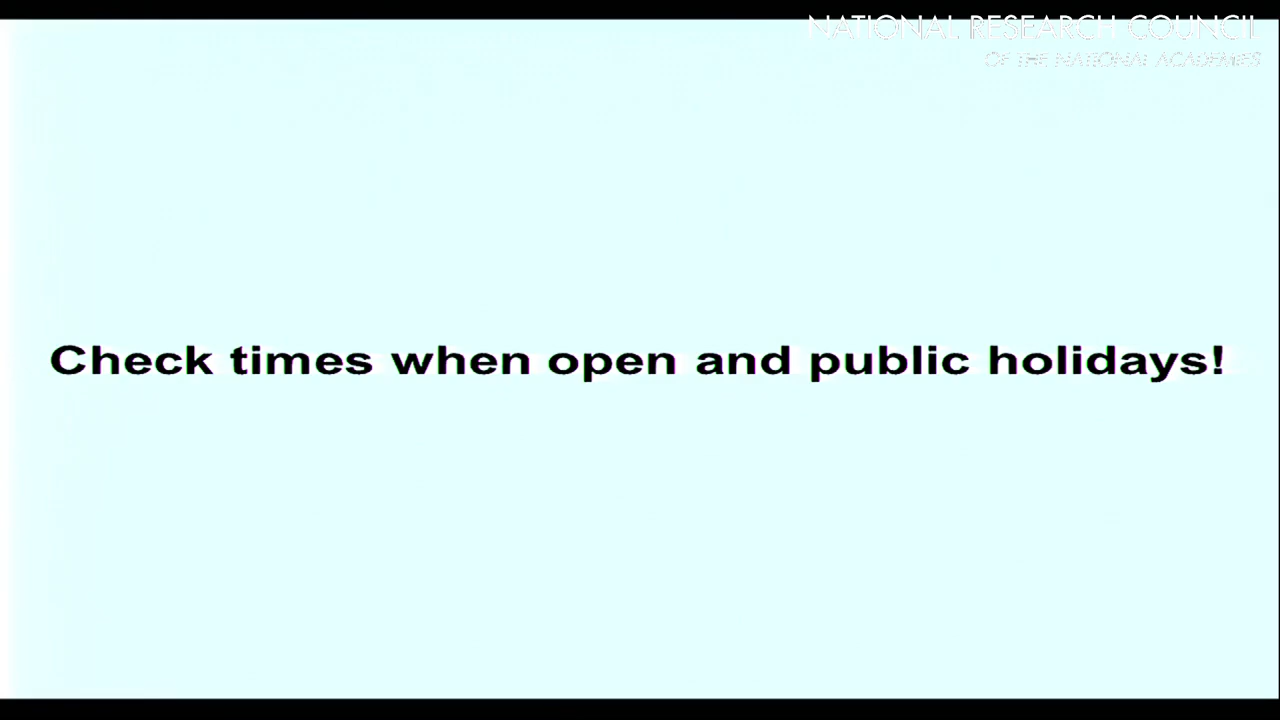 NATIONAL RESEARCH COUNCIL
OF THE NATIONAL ACADEMIES
Check times when open and public holidays!